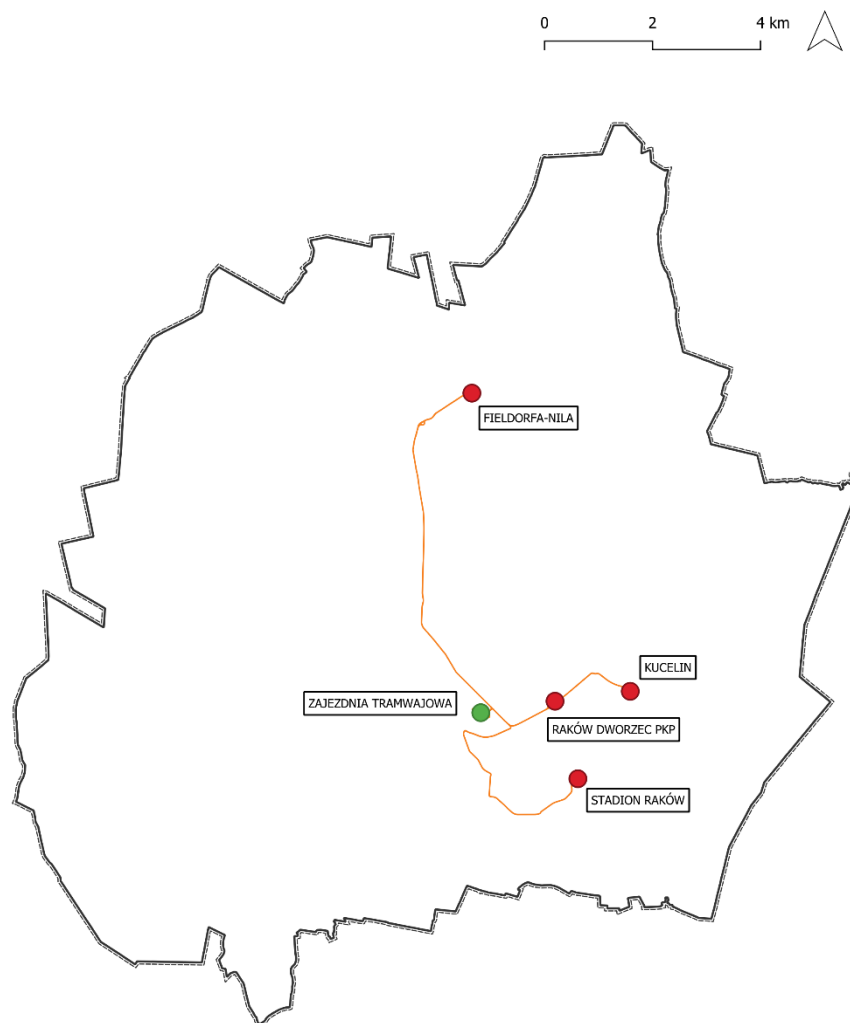 0 2 4 km
FIELDORFA-NILA
KUCELIN
ZAJEZDNIA TRAMWAJOWA
RAKÓW DWORZEC PKP
STADION RAKÓW